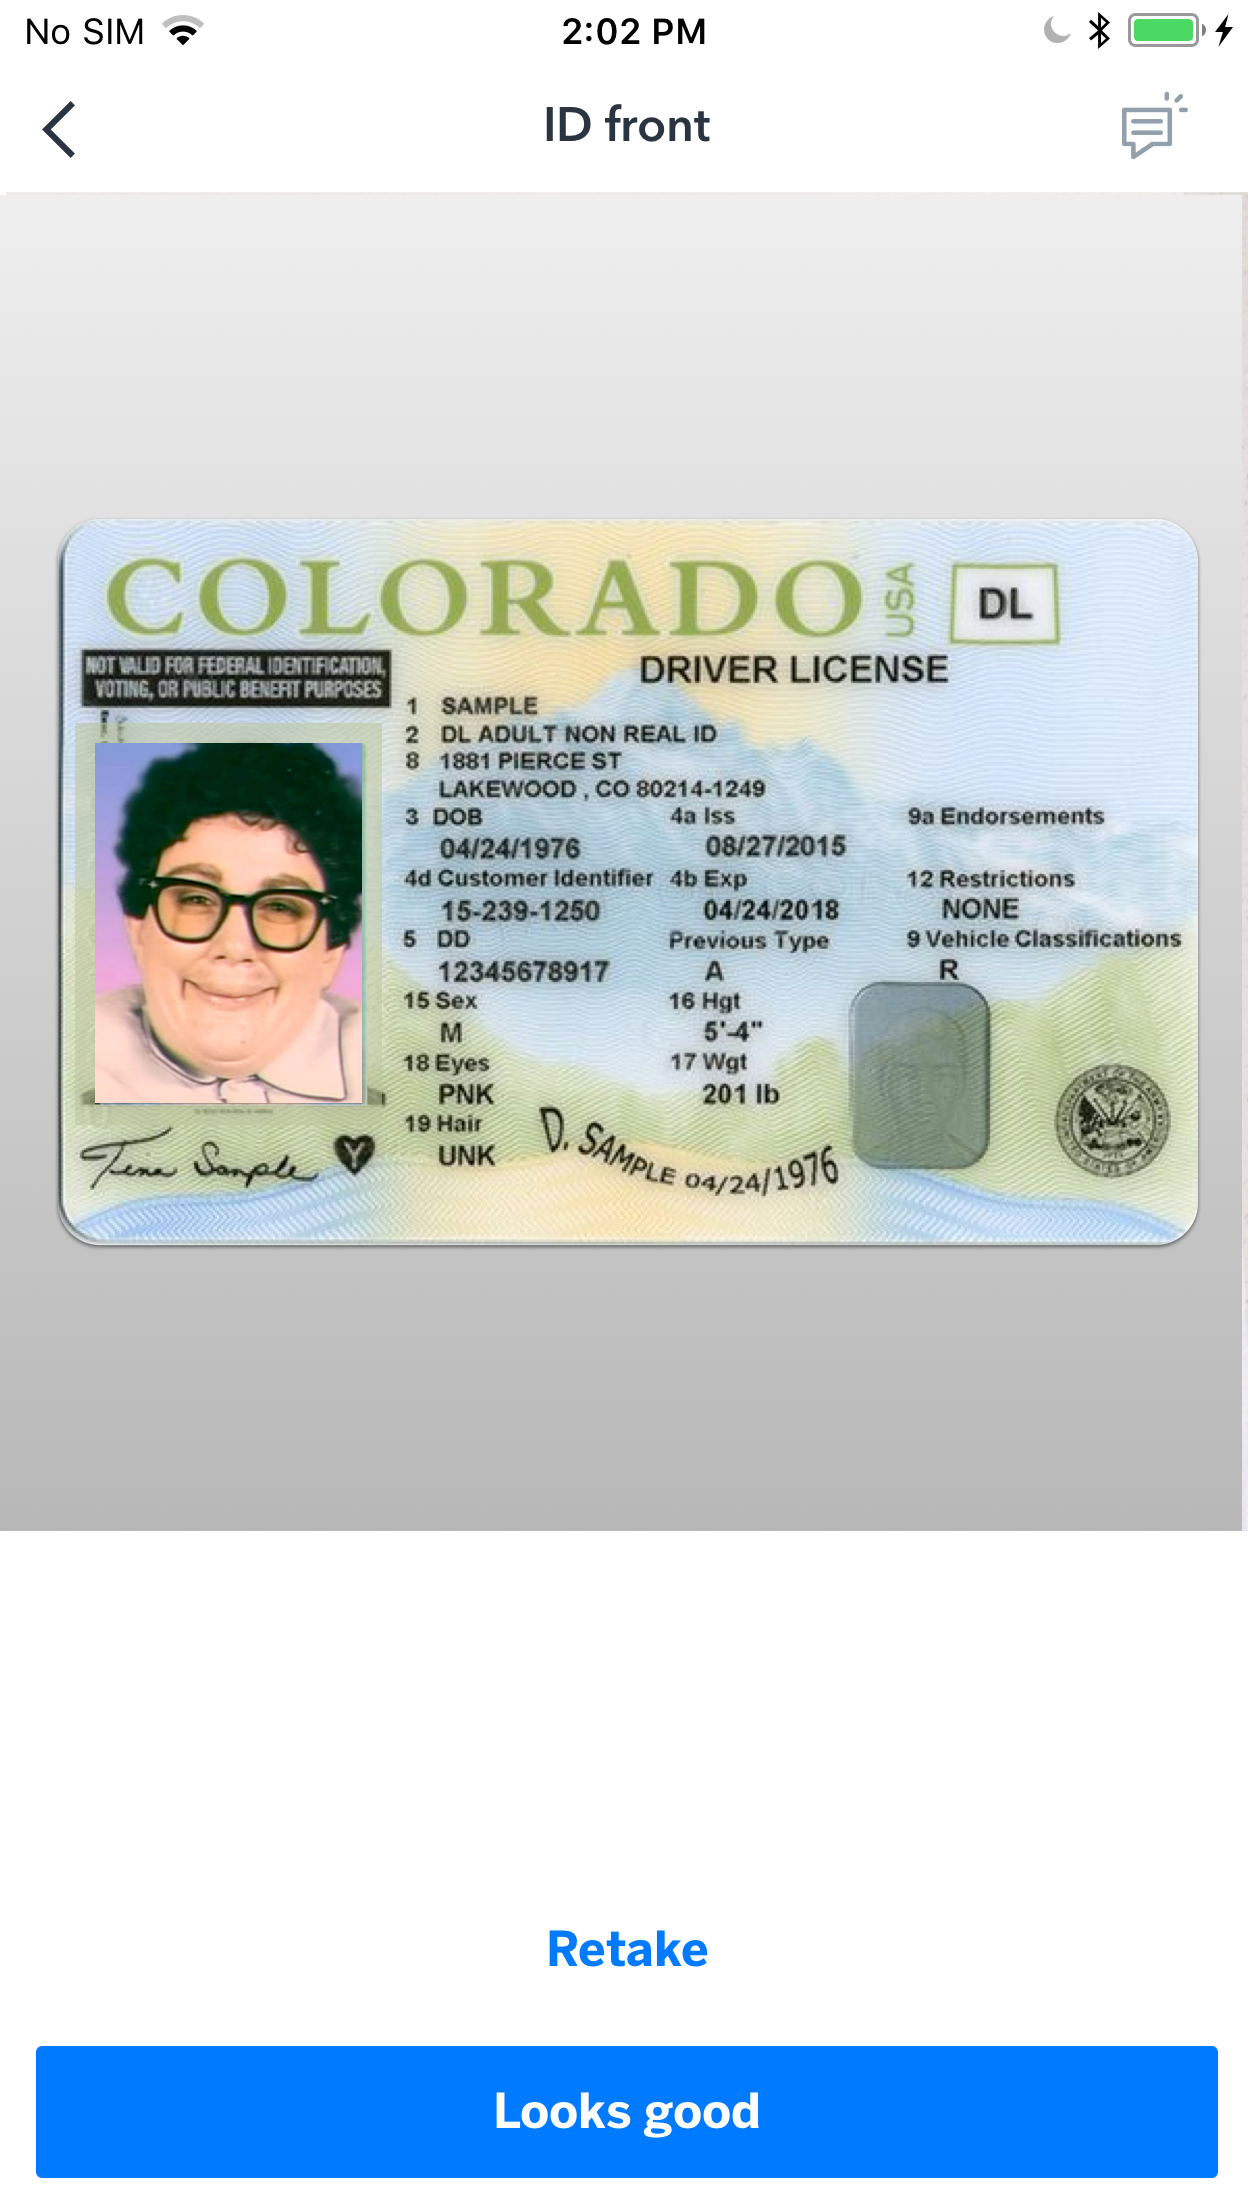 No SIM 2:02 PM
ID front
COLORADO USA DL
NOT VALID FOR FEDERAL IDENTIFICATION,
VOTING, OR PUBLIC BENEFIT PURPOSES
DRIVER LICENSE
1 SAMPLE
2 DL ADULT NON REAL ID
8 1881 PIERCE ST
LAKEWOOD , CO 80214-1249
3 DOB 4a Iss 9a Endorsements
04/24/1976 08/27/2015
4d Customer Identifier 4b Exp 12 Restrictions
15-239-1250 04/24/2018 NONE
5 DD Previous Type 9 Vehicle Classifications
12345678917 A R
15 Sex 16 Hgt
M 5'-4"
18 Eyes 17 Wgt
PNK 201 lb
19 Hair
UNK
Tina Sample Y
D. SAMPLE 04/24/1976
Retake
Looks good